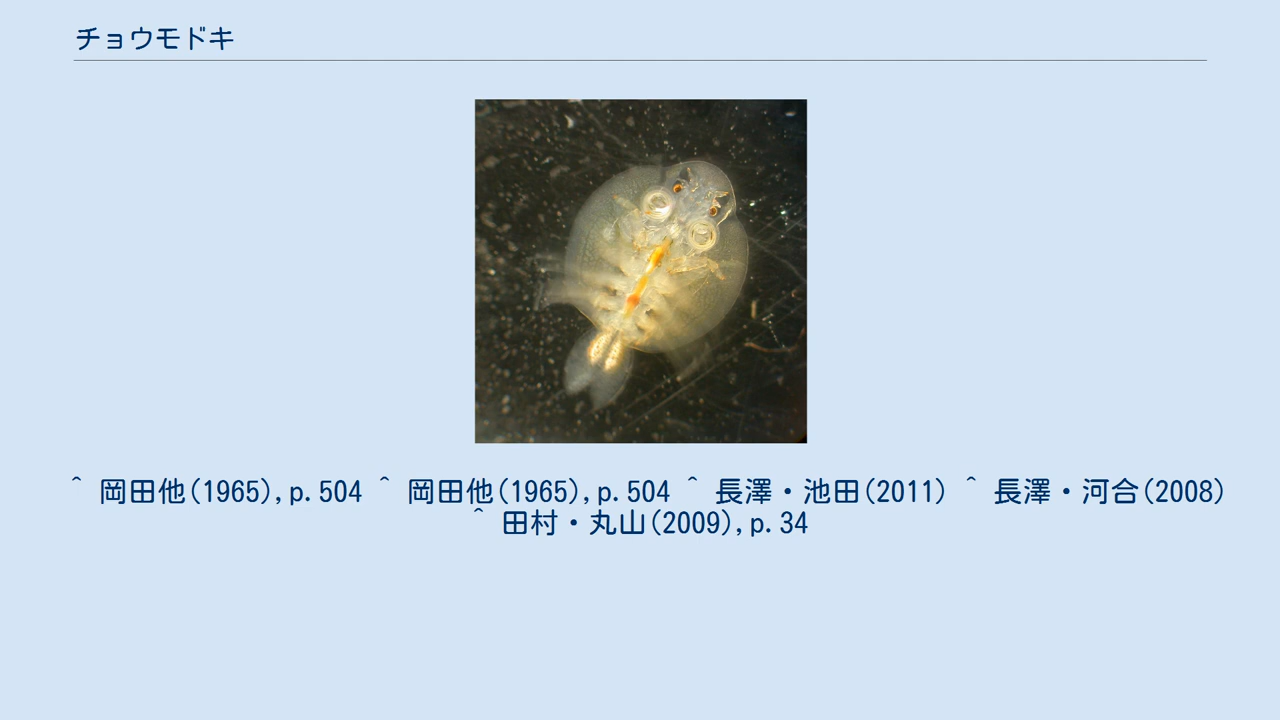 チョウモドキ
^ 岡田他(1965),p.504 ^ 岡田他(1965),p.504 ^ 長澤・池田(2011) ^ 長澤・河合(2008)
^ 田村・丸山(2009),p.34